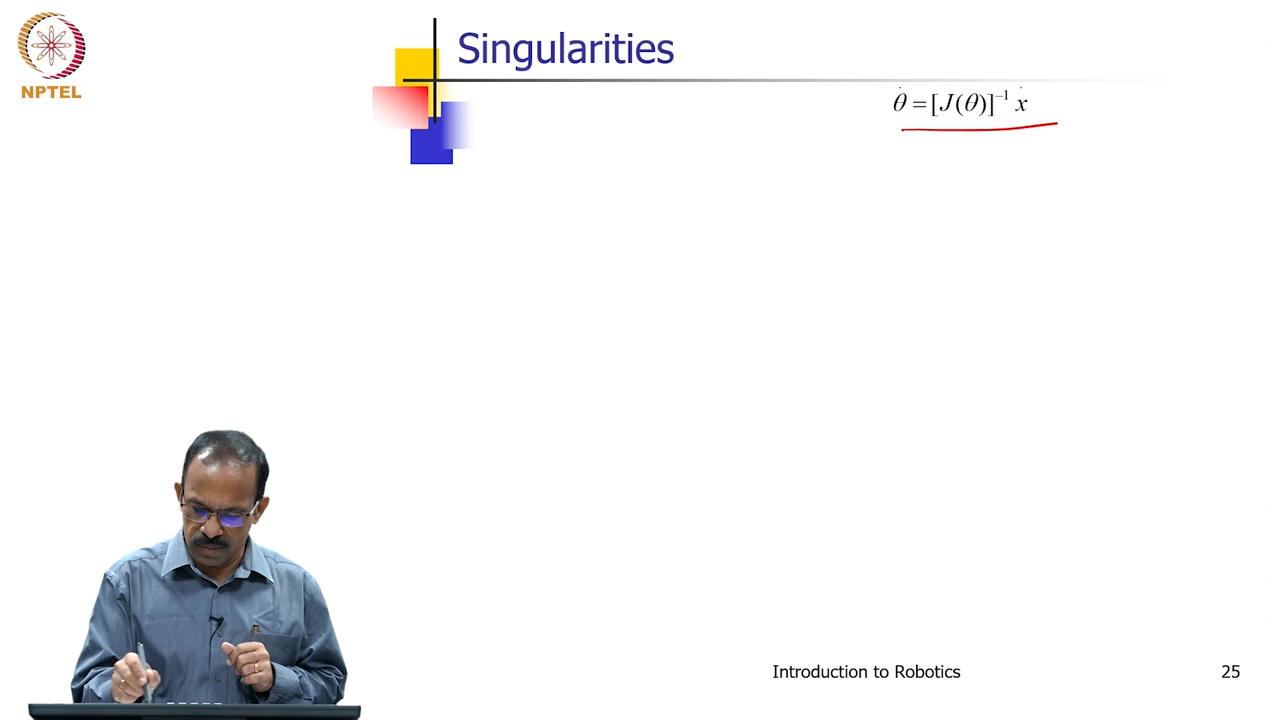 NPTEL
Singularities
θ̇ = [J(θ)]⁻¹ ẋ
Introduction to Robotics
25